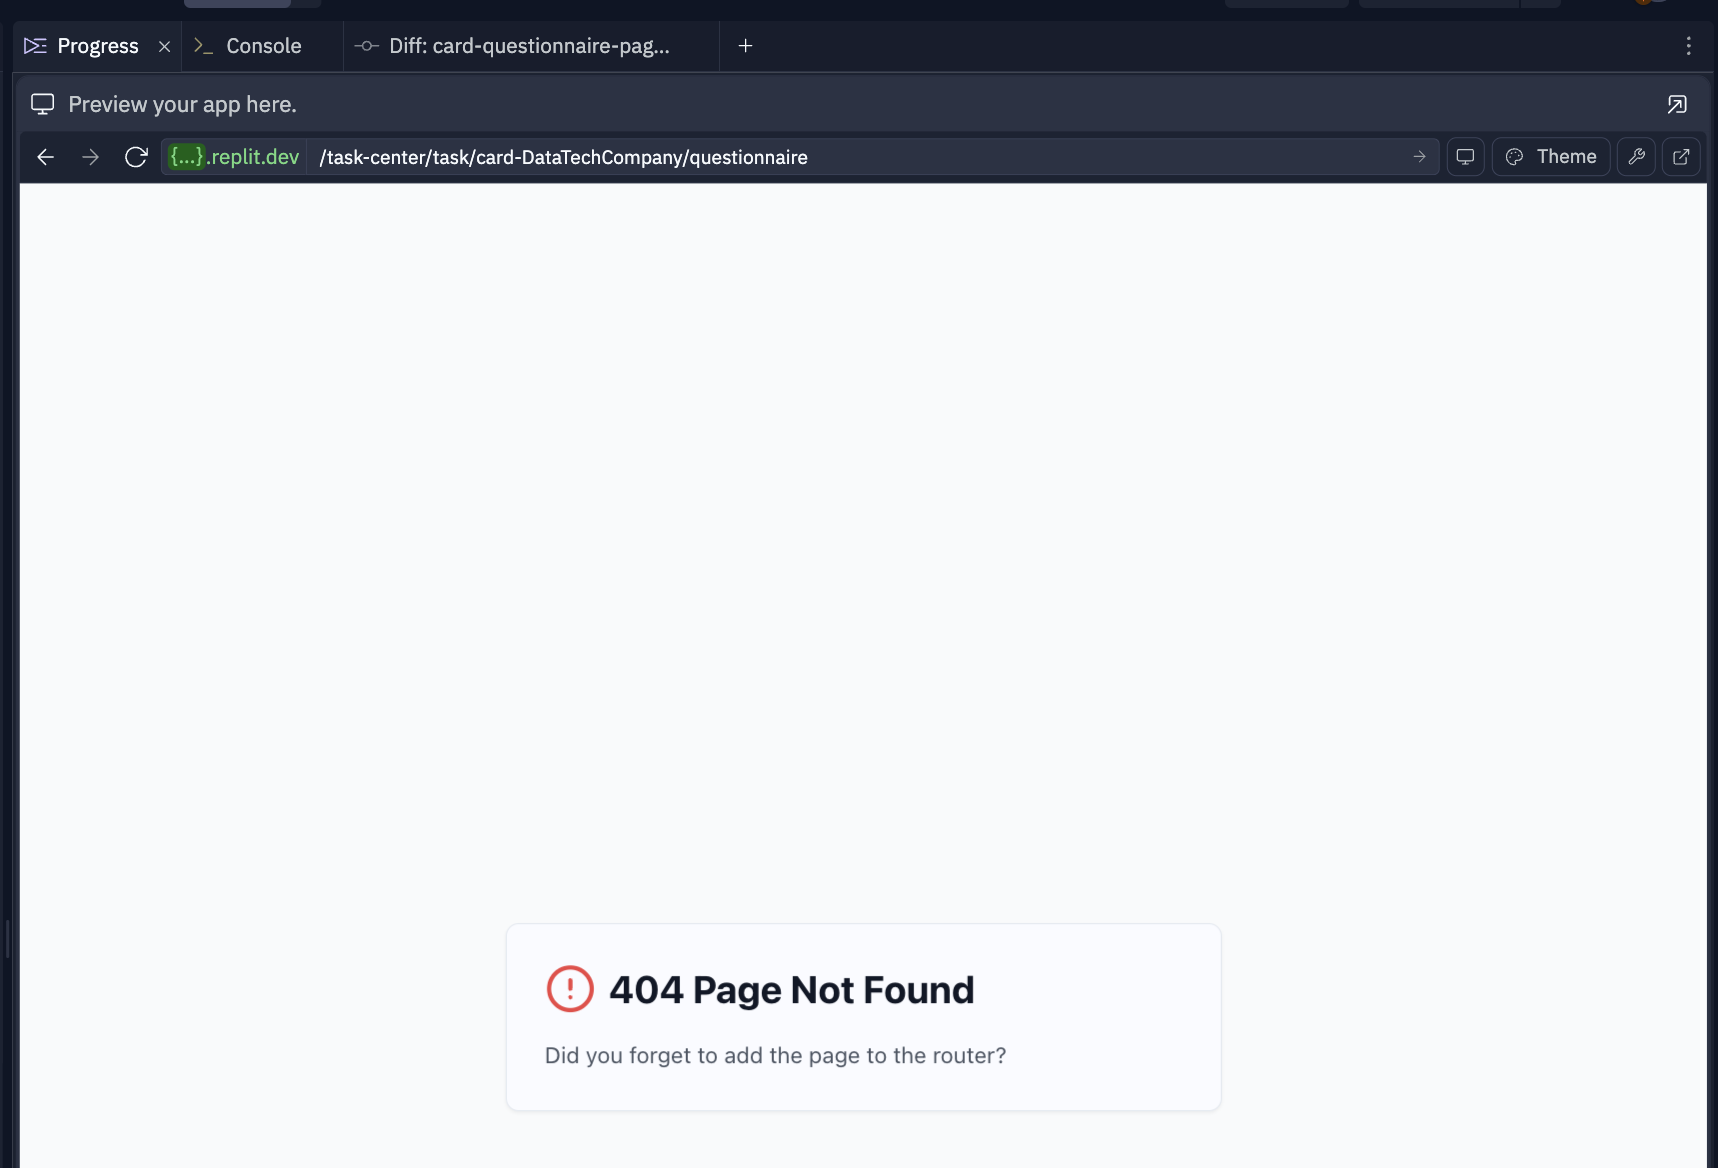 Progress
Console
Diff: card-questionnaire-pag...
Preview your app here.
{...}.replit.dev /task-center/task/card-DataTechCompany/questionnaire
Theme
404 Page Not Found
Did you forget to add the page to the router?